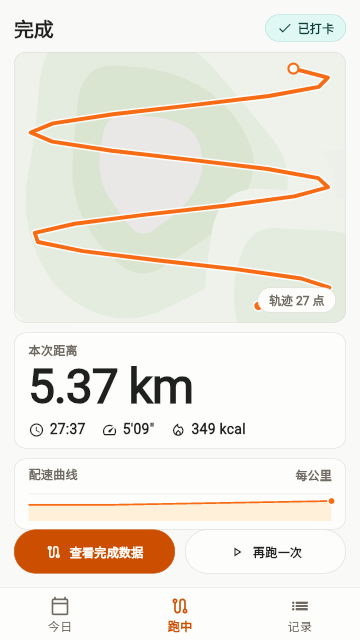 完成
已打卡
轨迹 27 点
本次距离
5.37 km
27:37 5'09" 349 kcal
配速曲线 每公里
查看完成数据 再跑一次
今日 跑中 记录